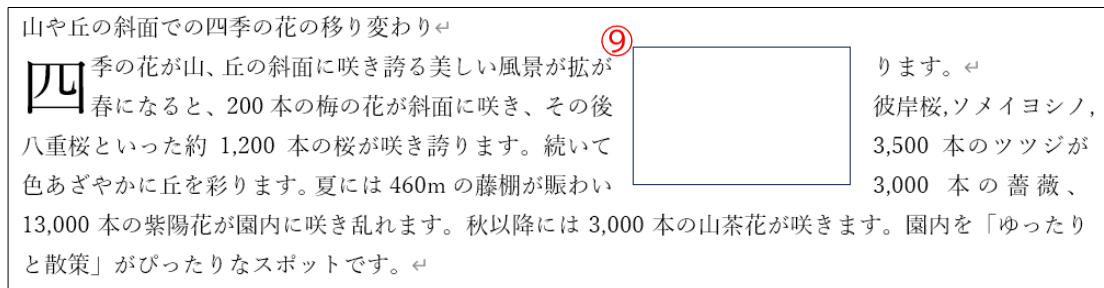 山や丘の斜面での四季の花の移り変わり↵
⑨
四季の花が山、丘の斜面に咲き誇る美しい風景が拡が ります。↵
春になると、200 本の梅の花が斜面に咲き、その後 彼岸桜,ソメイヨシノ,
八重桜といった約 1,200 本の桜が咲き誇ります。続いて 3,500 本のツツジが
色あざやかに丘を彩ります。夏には 460m の藤棚が賑わい 3,000 本の薔薇、
13,000 本の紫陽花が園内に咲き乱れます。秋以降には 3,000 本の山茶花が咲きます。園内を「ゆったり
と散策」がぴったりなスポットです。↵